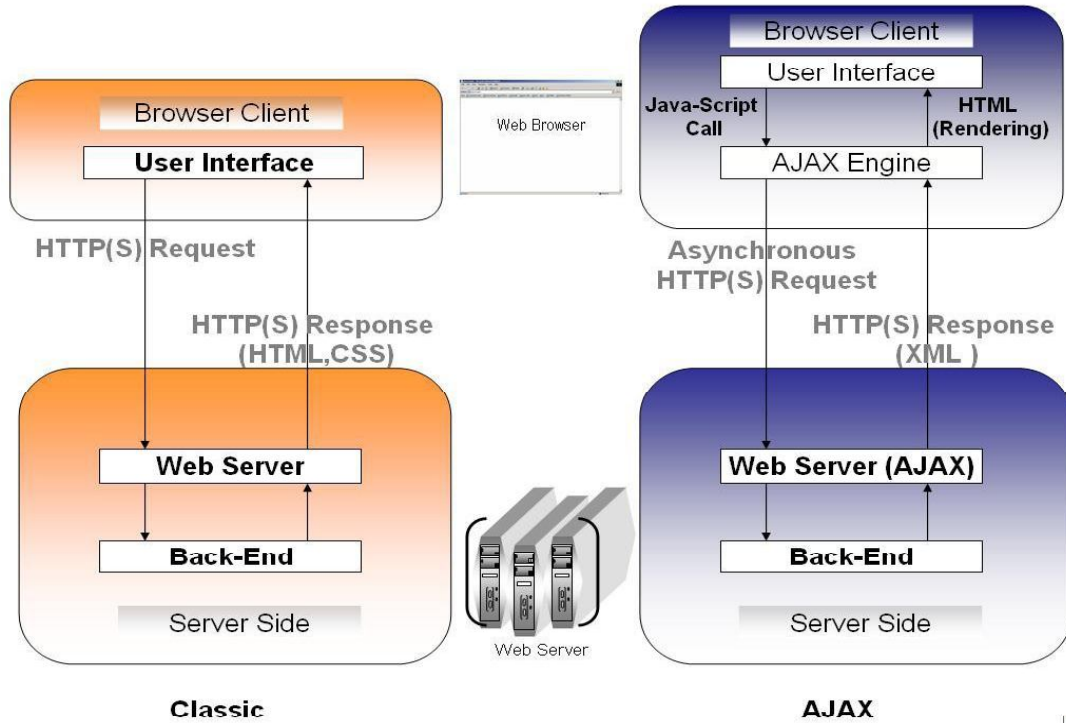 Browser Client
User Interface
HTTP(S) Request
HTTP(S) Response
(HTML,CSS)
Web Server
Back-End
Server Side
Classic
Web Browser
Web Server
Browser Client
User Interface
Java-Script
Call
HTML
(Rendering)
AJAX Engine
Asynchronous
HTTP(S) Request
HTTP(S) Response
(XML )
Web Server (AJAX)
Back-End
Server Side
AJAX